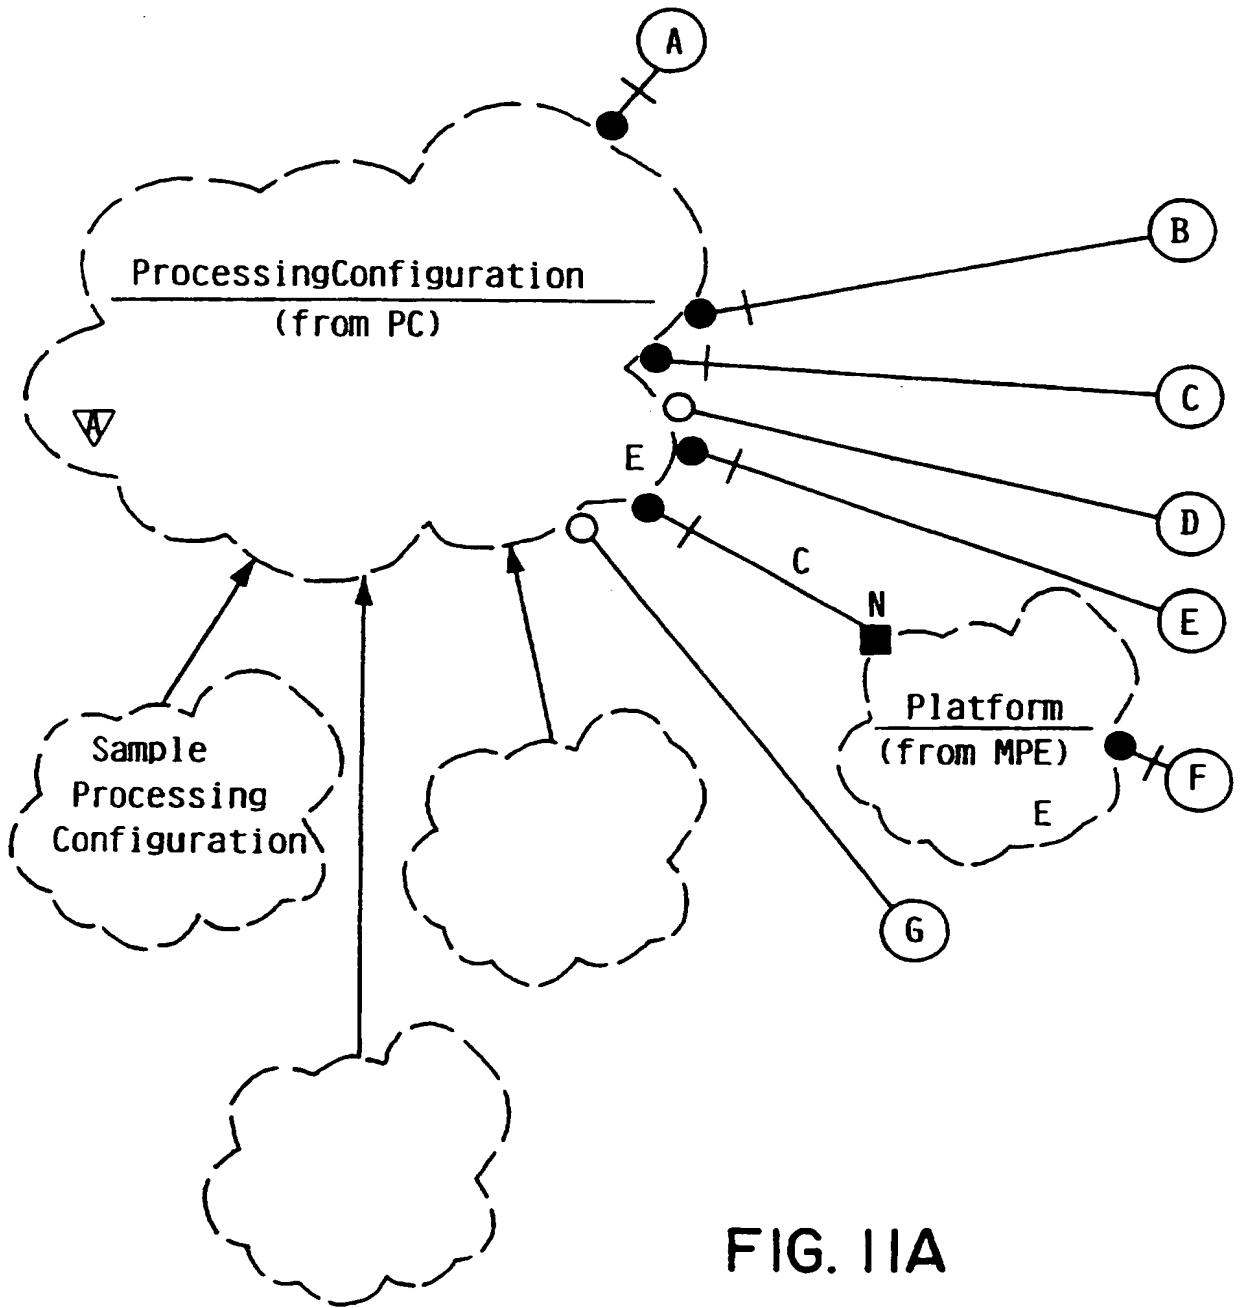 A
B
ProcessingConfiguration
(from PC)
C
A
E
D
C
N
E
Platform
(from MPE)
F
E
Sample
Processing
Configuration
G
FIG. 11A